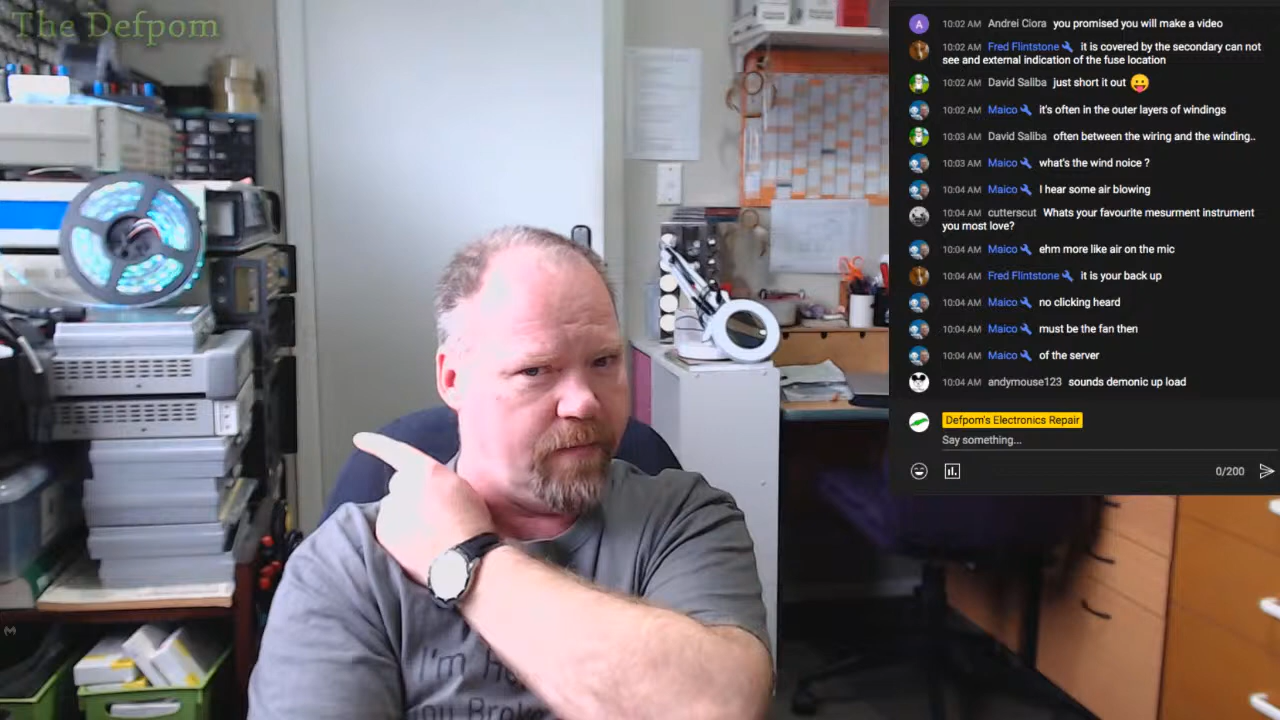 The Defpom
10:02 AM Andrei Ciora you promised you will make a video
10:02 AM Fred Flintstone it is covered by the secondary can not
see and external indication of the fuse location
10:02 AM David Saliba just short it out 😛
10:02 AM Maico it's often in the outer layers of windings
10:03 AM David Saliba often between the wiring and the winding..
10:03 AM Maico what's the wind noice ?
10:04 AM Maico I hear some air blowing
10:04 AM cutterscut Whats your favourite mesurment instrument
you most love?
10:04 AM Maico ehm more like air on the mic
10:04 AM Fred Flintstone it is your back up
10:04 AM Maico no clicking heard
10:04 AM Maico must be the fan then
10:04 AM Maico of the server
10:04 AM andymouse123 sounds demonic up load
Defpom's Electronics Repair
Say something...
0/200
I'm
you Broke